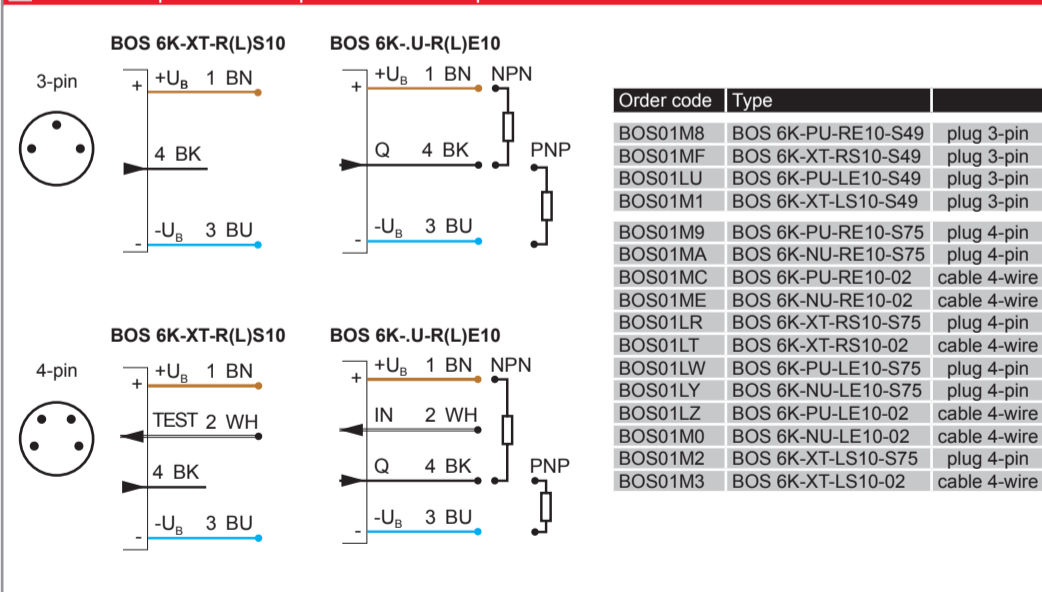 BOS 6K-XT-R(L)S10
3-pin
+
+UB 1 BN
4 BK
-UB 3 BU
-
BOS 6K-.U-R(L)E10
+
+UB 1 BN NPN
Q 4 BK PNP
-UB 3 BU
-
BOS 6K-XT-R(L)S10
4-pin
+
+UB 1 BN
TEST 2 WH
4 BK
-UB 3 BU
-
BOS 6K-.U-R(L)E10
+
+UB 1 BN NPN
IN 2 WH
Q 4 BK PNP
-UB 3 BU
-
Order code Type
BOS01M8 BOS 6K-PU-RE10-S49 plug 3-pin
BOS01MF BOS 6K-XT-RS10-S49 plug 3-pin
BOS01LU BOS 6K-PU-LE10-S49 plug 3-pin
BOS01M1 BOS 6K-XT-LS10-S49 plug 3-pin
BOS01M9 BOS 6K-PU-RE10-S75 plug 4-pin
BOS01MA BOS 6K-NU-RE10-S75 plug 4-pin
BOS01MC BOS 6K-PU-RE10-02 cable 4-wire
BOS01ME BOS 6K-NU-RE10-02 cable 4-wire
BOS01LR BOS 6K-XT-RS10-S75 plug 4-pin
BOS01LT BOS 6K-XT-RS10-02 cable 4-wire
BOS01LW BOS 6K-PU-LE10-S75 plug 4-pin
BOS01LY BOS 6K-NU-LE10-S75 plug 4-pin
BOS01LZ BOS 6K-PU-LE10-02 cable 4-wire
BOS01M0 BOS 6K-NU-LE10-02 cable 4-wire
BOS01M2 BOS 6K-XT-LS10-S75 plug 4-pin
BOS01M3 BOS 6K-XT-LS10-02 cable 4-wire